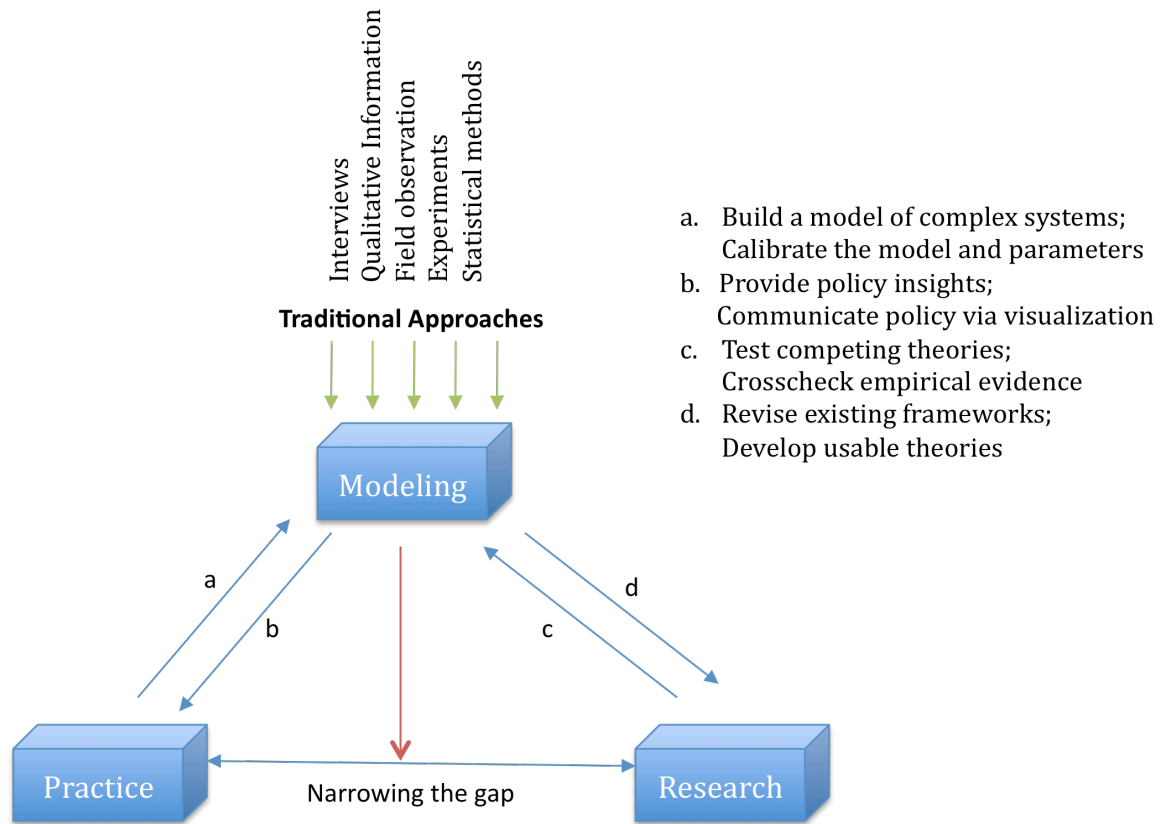 Interviews
Qualitative Information
Field observation
Experiments
Statistical methods
Traditional Approaches
a. Build a model of complex systems;
Calibrate the model and parameters
b. Provide policy insights;
Communicate policy via visualization
c. Test competing theories;
Crosscheck empirical evidence
d. Revise existing frameworks;
Develop usable theories
Modeling
a
b
c
d
Practice
Narrowing the gap
Research